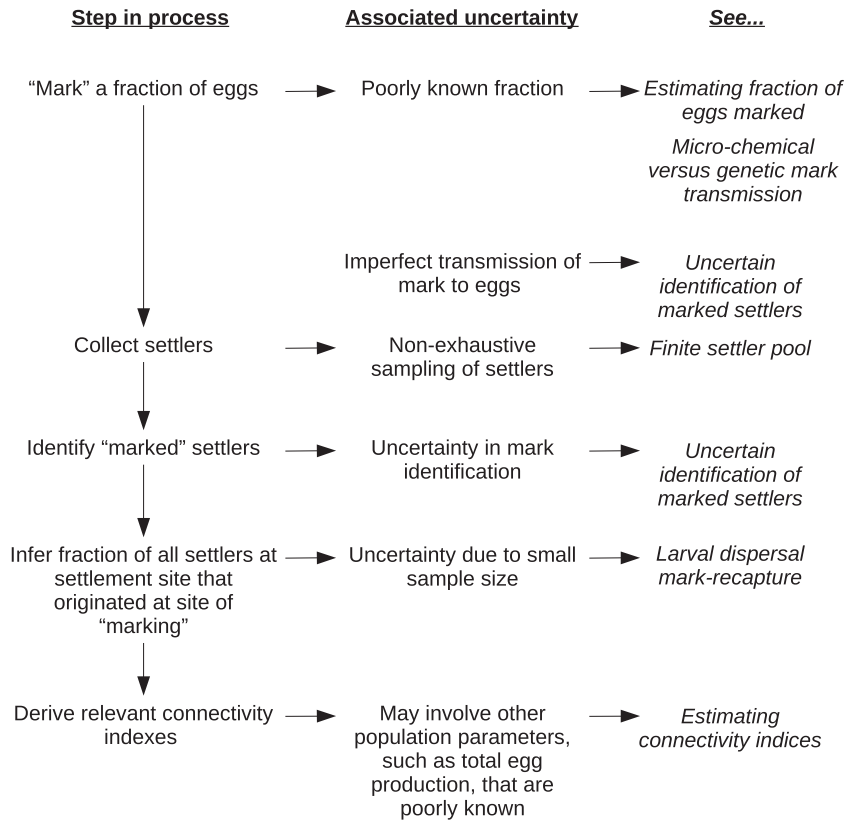 Step in process
Associated uncertainty
See...
“Mark” a fraction of eggs
Poorly known fraction
Estimating fraction of
eggs marked
Micro-chemical
versus genetic mark
transmission
Imperfect transmission of
mark to eggs
Uncertain
identification of
marked settlers
Collect settlers
Non-exhaustive
sampling of settlers
Finite settler pool
Identify “marked” settlers
Uncertainty in mark
identification
Uncertain
identification of
marked settlers
Infer fraction of all settlers at
settlement site that
originated at site of
“marking”
Uncertainty due to small
sample size
Larval dispersal
mark-recapture
Derive relevant connectivity
indexes
May involve other
population parameters,
such as total egg
production, that are
poorly known
Estimating
connectivity indices